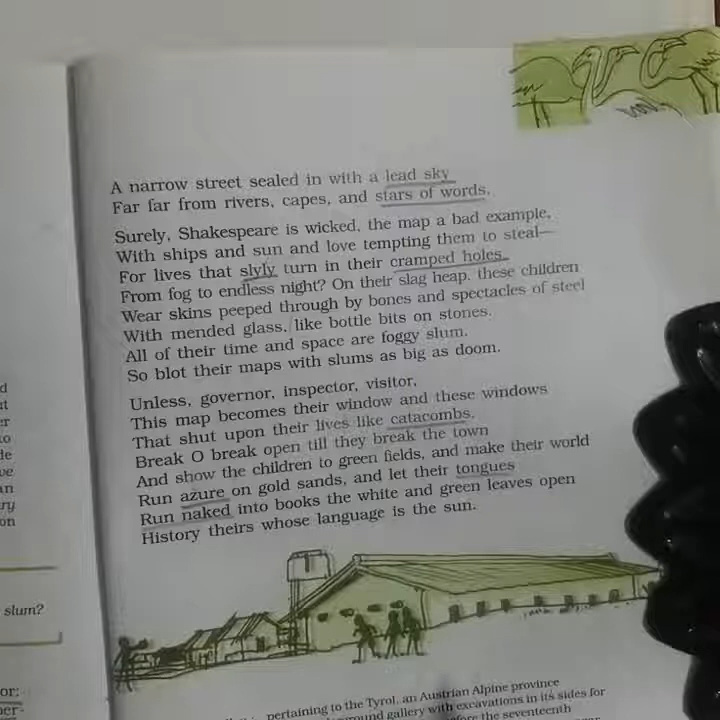 A narrow street sealed in with a lead sky
Far far from rivers, capes, and stars of words.
Surely, Shakespeare is wicked, the map a bad example,
With ships and sun and love tempting them to steal—
For lives that slyly turn in their cramped holes
From fog to endless night? On their slag heap, these children
Wear skins peeped through by bones and spectacles of steel
With mended glass, like bottle bits on stones.
All of their time and space are foggy slum.
So blot their maps with slums as big as doom.
Unless, governor, inspector, visitor,
This map becomes their window and these windows
That shut upon their lives like catacombs,
Break O break open till they break the town
And show the children to green fields, and make their world
Run azure on gold sands, and let their tongues
Run naked into books the white and green leaves open
History theirs whose language is the sun.
slum?
pertaining to the Tyrol, an Austrian Alpine province
gallery with excavations in its sides for
the seventeenth